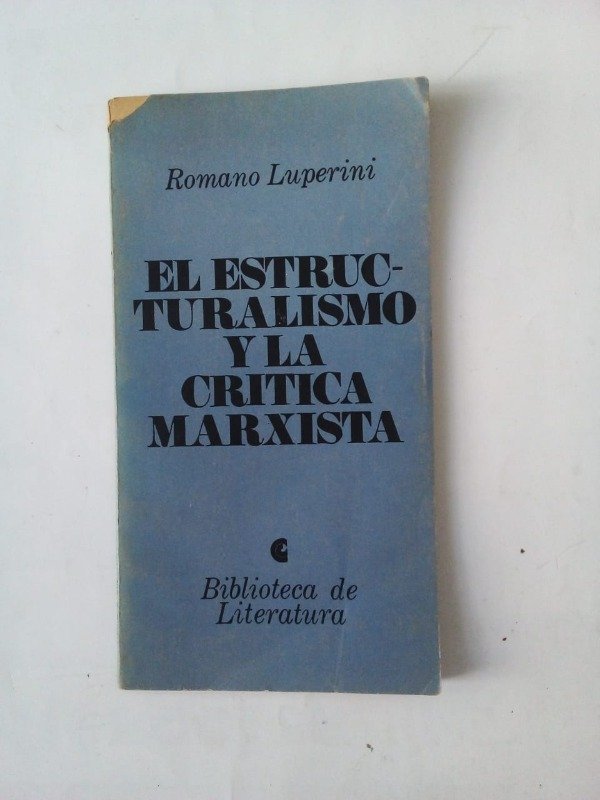 Romano Luperini
EL ESTRUC-
TURALISMO
Y LA
CRITICA
MARXISTA
Biblioteca de
Literatura